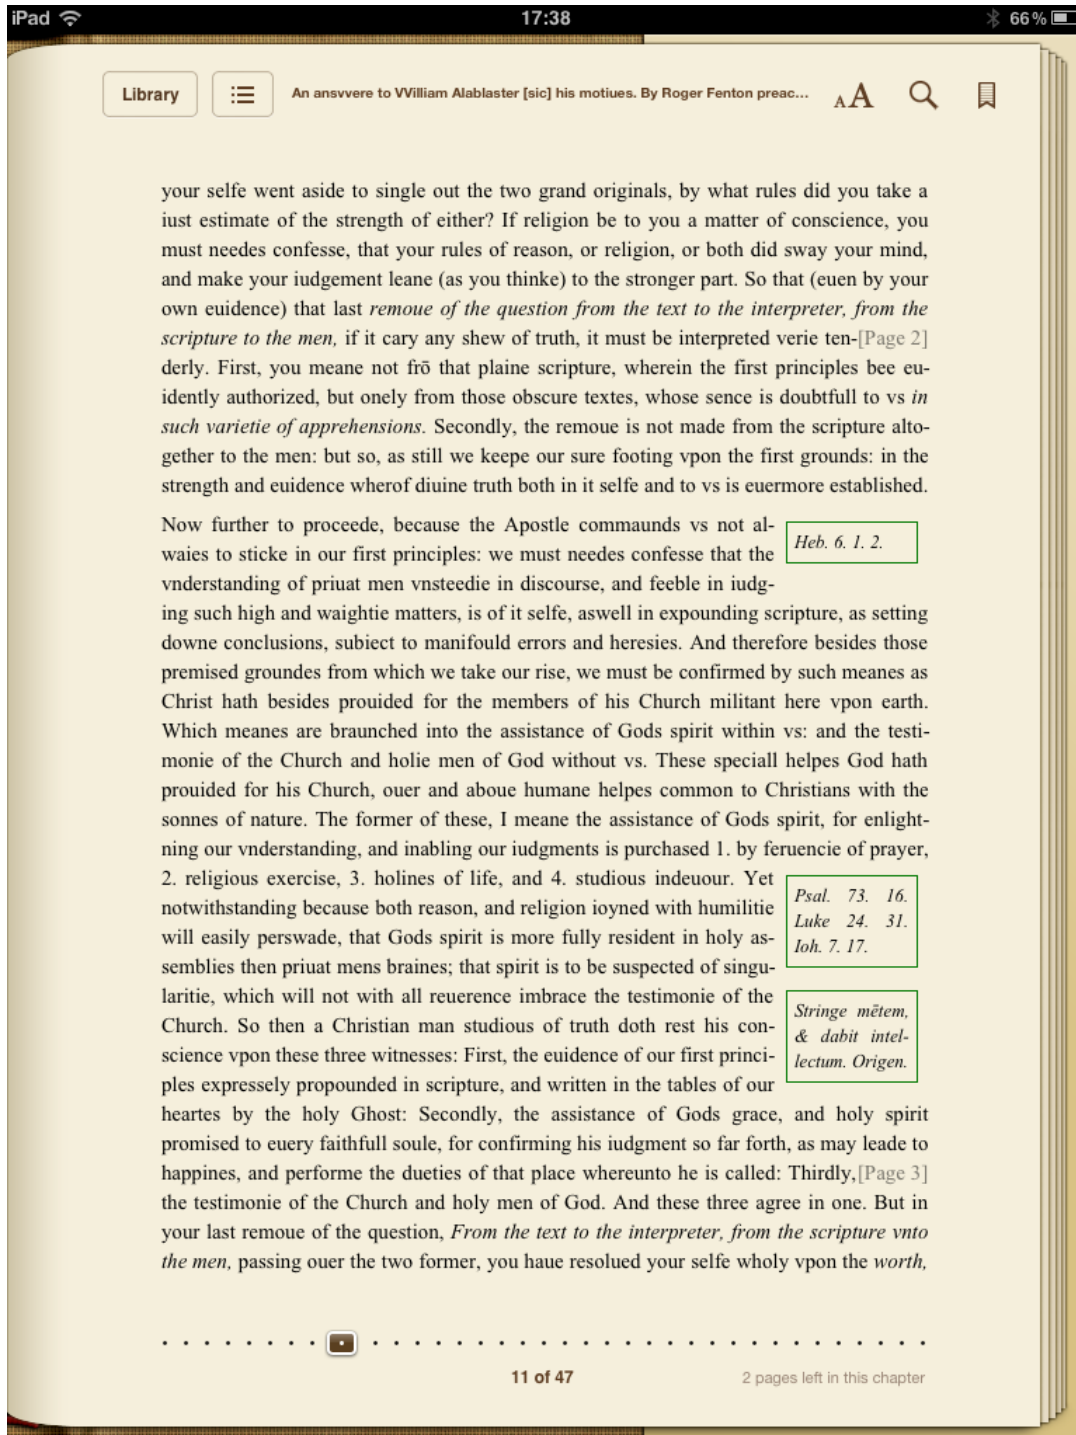 iPad 17:38 66%
Library An ansvvere to VVilliam Alablaster [sic] his motiues. By Roger Fenton preac... AA
your selfe went aside to single out the two grand originals, by what rules did you take a
iust estimate of the strength of either? If religion be to you a matter of conscience, you
must needes confesse, that your rules of reason, or religion, or both did sway your mind,
and make your iudgement leane (as you thinke) to the stronger part. So that (euen by your
own euidence) that last remoue of the question from the text to the interpreter, from the
scripture to the men, if it cary any shew of truth, it must be interpreted verie ten-[Page 2]
derly. First, you meane not frō that plaine scripture, wherein the first principles bee eu-
idently authorized, but onely from those obscure textes, whose sence is doubtfull to vs in
such varietie of apprehensions. Secondly, the remoue is not made from the scripture alto-
gether to the men: but so, as still we keepe our sure footing vpon the first grounds: in the
strength and euidence wherof diuine truth both in it selfe and to vs is euermore established.
Now further to proceede, because the Apostle commaunds vs not al-
waies to sticke in our first principles: we must needes confesse that the
vnderstanding of priuat men vnsteedie in discourse, and feeble in iudg-
Heb. 6. 1. 2.
ing such high and waightie matters, is of it selfe, aswell in expounding scripture, as setting
downe conclusions, subiect to manifould errors and heresies. And therefore besides those
premised groundes from which we take our rise, we must be confirmed by such meanes as
Christ hath besides prouided for the members of his Church militant here vpon earth.
Which meanes are braunched into the assistance of Gods spirit within vs: and the testi-
monie of the Church and holie men of God without vs. These speciall helpes God hath
prouided for his Church, ouer and aboue humane helpes common to Christians with the
sonnes of nature. The former of these, I meane the assistance of Gods spirit, for enlight-
ning our vnderstanding, and inabling our iudgments is purchased 1. by feruencie of prayer,
2. religious exercise, 3. holines of life, and 4. studious indeuour. Yet
notwithstanding because both reason, and religion ioyned with humilitie
will easily perswade, that Gods spirit is more fully resident in holy as-
semblies then priuat mens braines; that spirit is to be suspected of singu-
laritie, which will not with all reuerence imbrace the testimonie of the
Church. So then a Christian man studious of truth doth rest his con-
science vpon these three witnesses: First, the euidence of our first princi-
ples expressely propounded in scripture, and written in the tables of our
Psal. 73. 16.
Luke 24. 31.
Ioh. 7. 17.
Stringe mētem,
& dabit intel-
lectum. Origen.
heartes by the holy Ghost: Secondly, the assistance of Gods grace, and holy spirit
promised to euery faithfull soule, for confirming his iudgment so far forth, as may leade to
happines, and performe the dueties of that place whereunto he is called: Thirdly,[Page 3]
the testimonie of the Church and holy men of God. And these three agree in one. But in
your last remoue of the question, From the text to the interpreter, from the scripture vnto
the men, passing ouer the two former, you haue resolued your selfe wholy vpon the worth,
11 of 47 2 pages left in this chapter